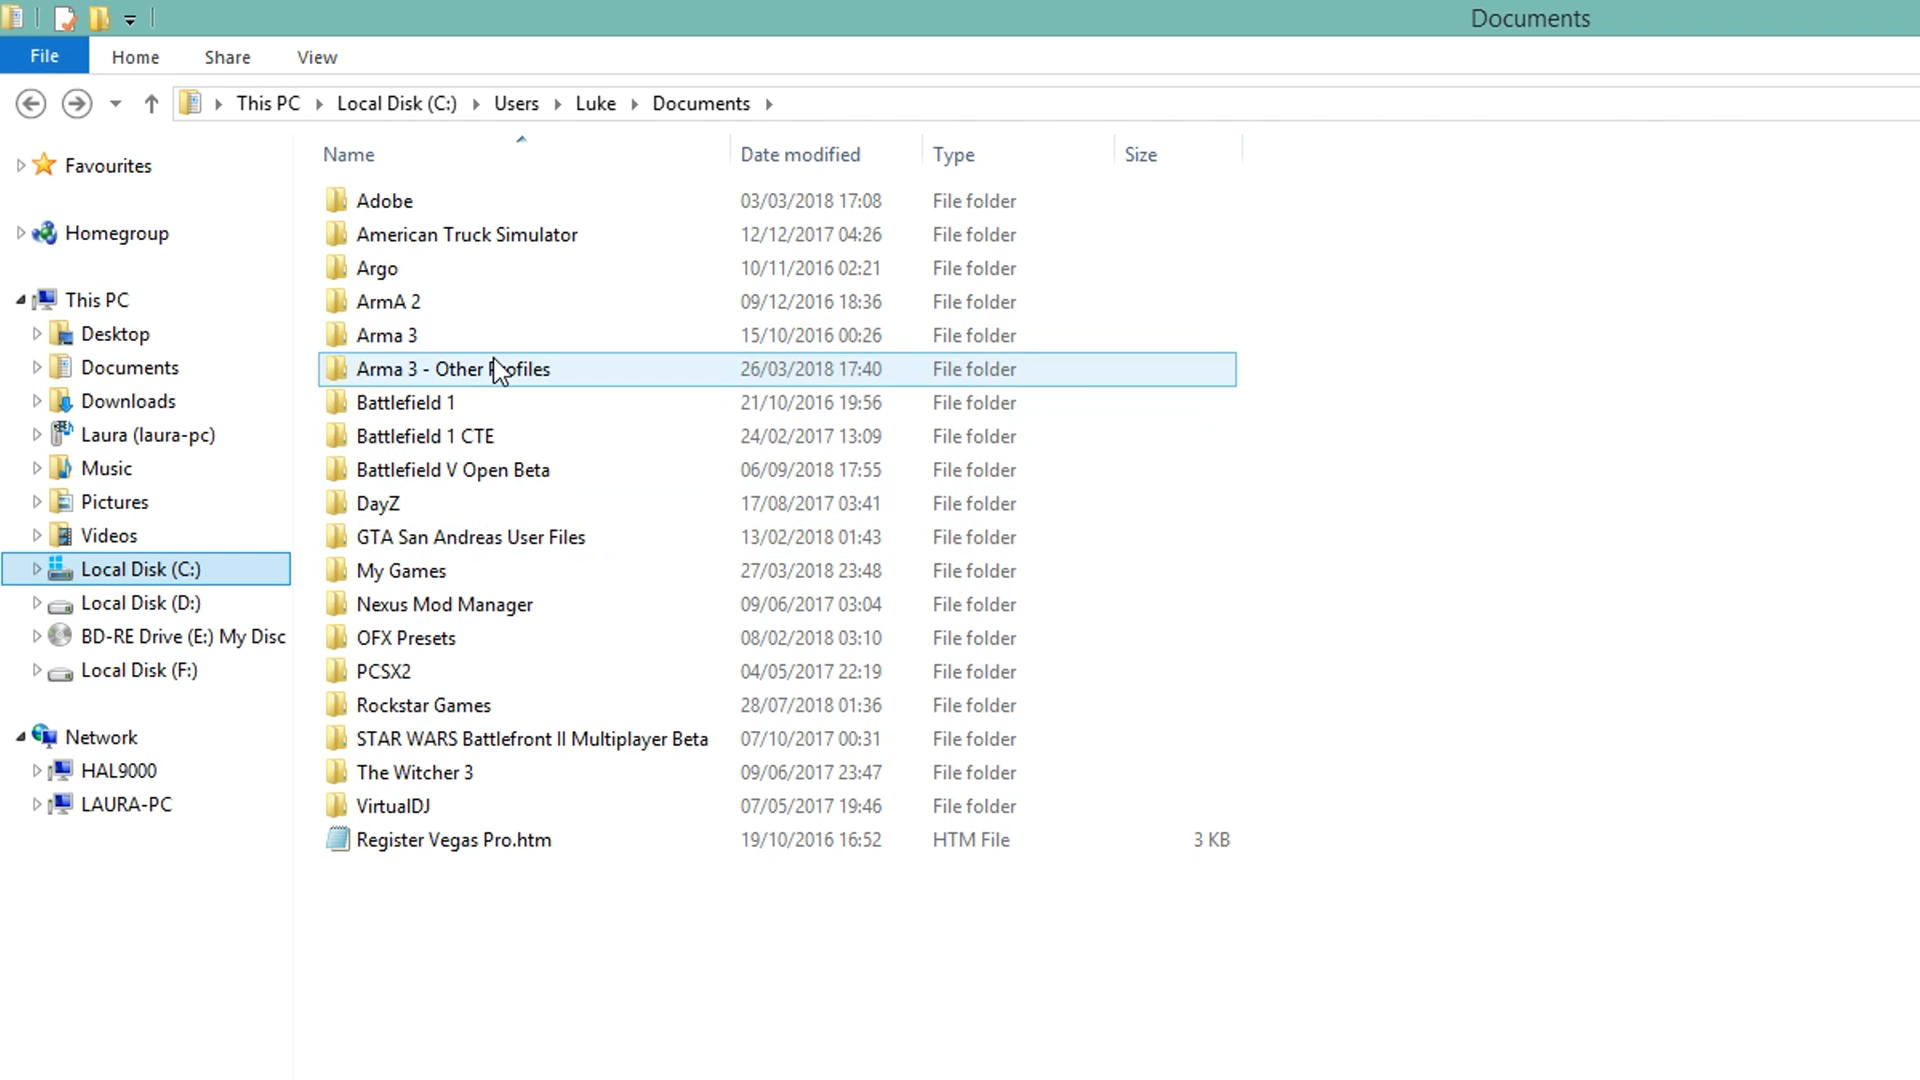 Documents
File Home Share View
This PC Local Disk (C:) Users Luke Documents
Name Date modified Type Size
Favourites
Homegroup
This PC
Desktop
Documents
Downloads
Laura (laura-pc)
Music
Pictures
Videos
Local Disk (C:)
Local Disk (D:)
BD-RE Drive (E:) My Disc
Local Disk (F:)
Network
HAL9000
LAURA-PC
Adobe 03/03/2018 17:08 File folder
American Truck Simulator 12/12/2017 04:26 File folder
Argo 10/11/2016 02:21 File folder
ArmA 2 09/12/2016 18:36 File folder
Arma 3 15/10/2016 00:26 File folder
Arma 3 - Other Profiles 26/03/2018 17:40 File folder
Battlefield 1 21/10/2016 19:56 File folder
Battlefield 1 CTE 24/02/2017 13:09 File folder
Battlefield V Open Beta 06/09/2018 17:55 File folder
DayZ 17/08/2017 03:41 File folder
GTA San Andreas User Files 13/02/2018 01:43 File folder
My Games 27/03/2018 23:48 File folder
Nexus Mod Manager 09/06/2017 03:04 File folder
OFX Presets 08/02/2018 03:10 File folder
PCSX2 04/05/2017 22:19 File folder
Rockstar Games 28/07/2018 01:36 File folder
STAR WARS Battlefront II Multiplayer Beta 07/10/2017 00:31 File folder
The Witcher 3 09/06/2017 23:47 File folder
VirtualDJ 07/05/2017 19:46 File folder
Register Vegas Pro.htm 19/10/2016 16:52 HTM File 3 KB